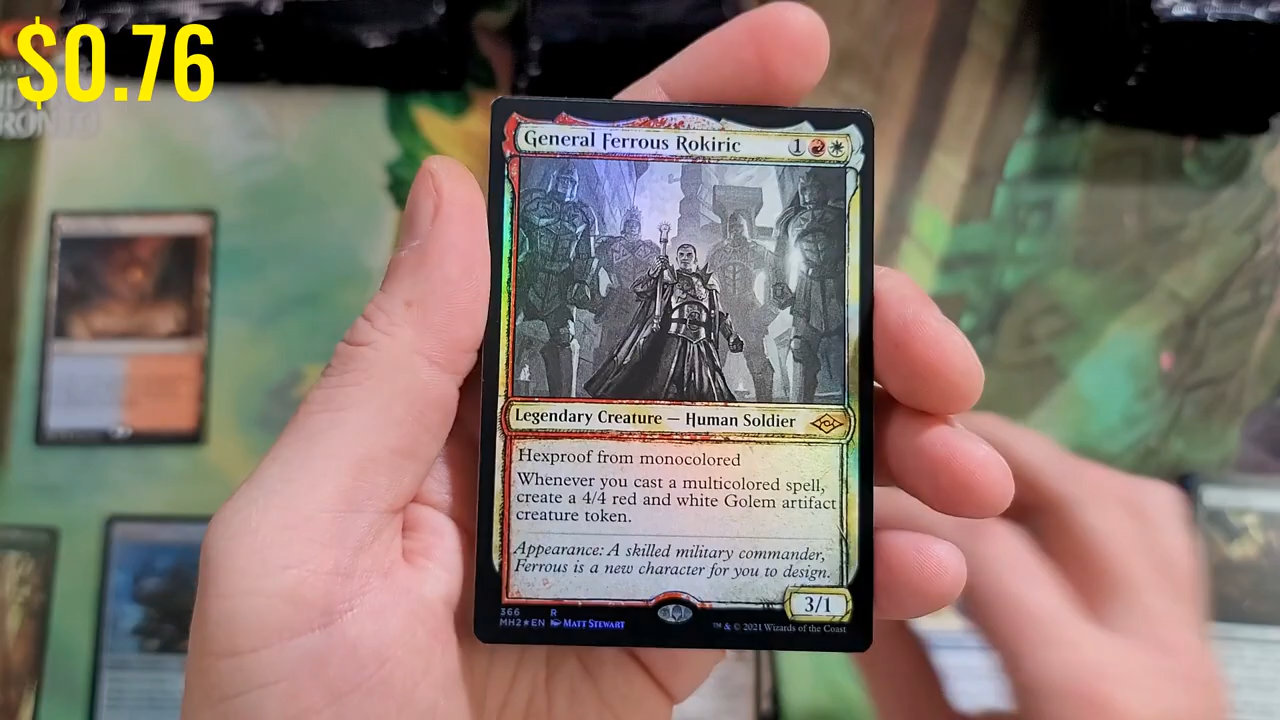 $0.76
General Ferrous Rokiric 1
Legendary Creature — Human Soldier
Hexproof from monocolored
Whenever you cast a multicolored spell,
create a 4/4 red and white Golem artifact
creature token.
Appearance: A skilled military commander,
Ferrous is a new character for you to design.
3/1
366 R
MH2★EN MATT STEWART
™ & © 2021 Wizards of the Coast